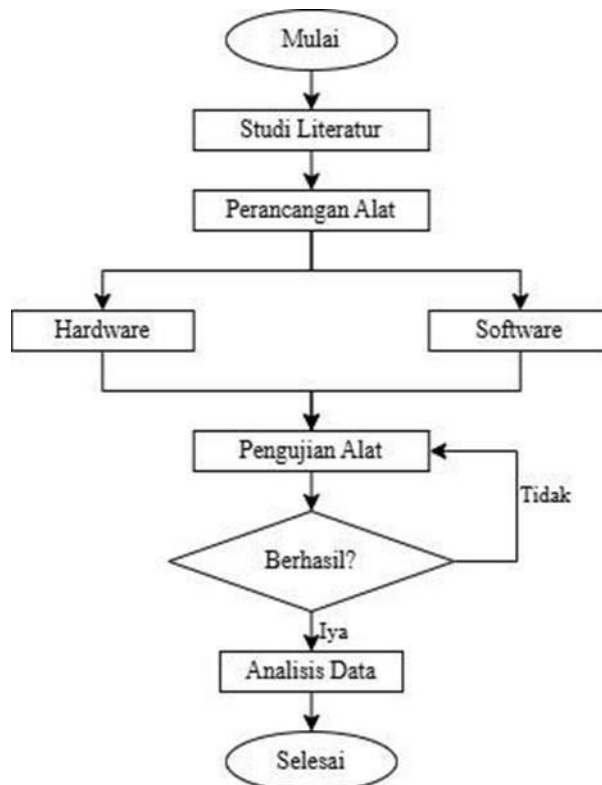 Mulai
Studi Literatur
Perancangan Alat
Hardware
Software
Pengujian Alat
Tidak
Berhasil?
Iya
Analisis Data
Selesai